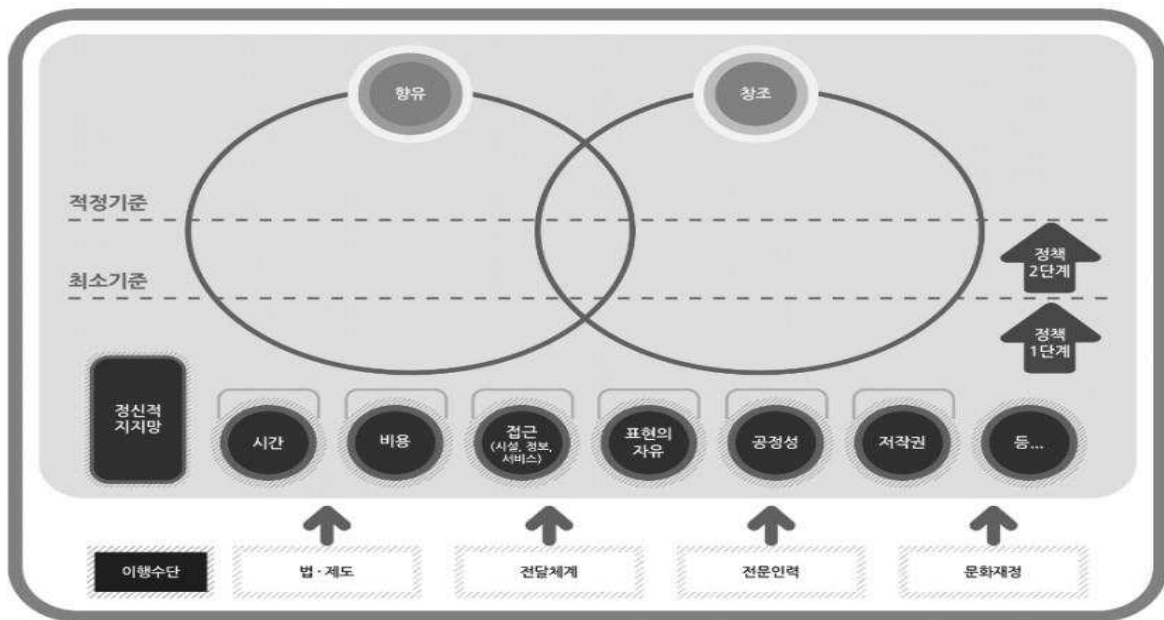 향유
창조
적정기준
정책
2단계
최소기준
정책
1단계
정신적
지지망
시간
비용
접근
(시설, 정보,
서비스)
표현의
자유
공정성
저작권
등...
이행수단
법·제도
전달체계
전문인력
문화재정